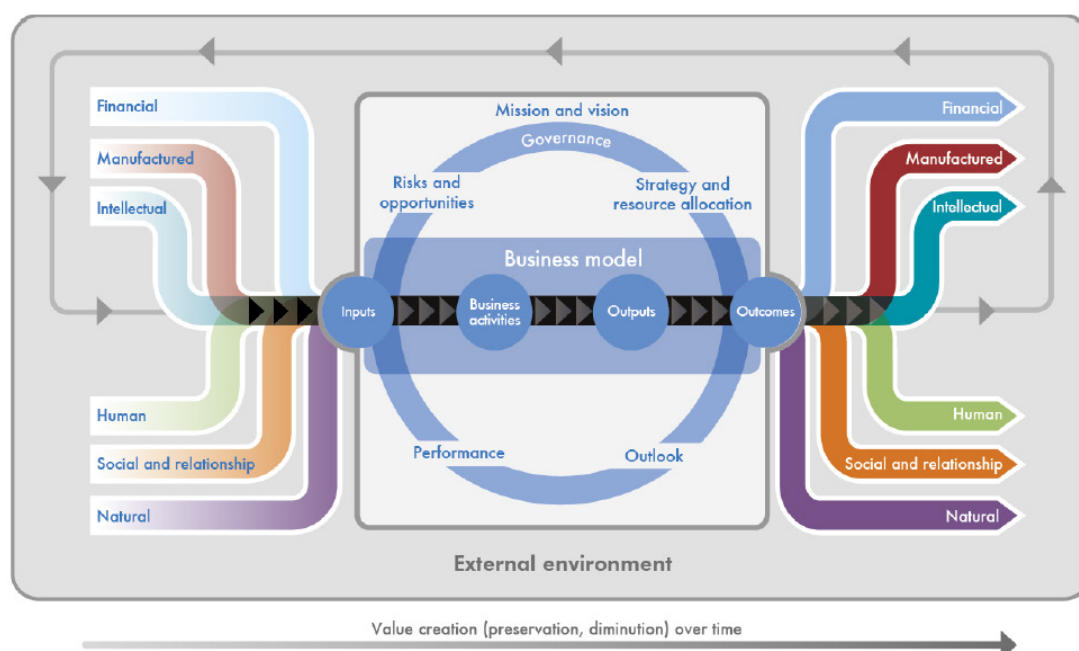 Financial
Manufactured
Intellectual
Human
Social and relationship
Natural
Mission and vision
Governance
Risks and
opportunities
Strategy and
resource allocation
Business model
Inputs
Business
activities
Outputs
Outcomes
Performance
Outlook
Financial
Manufactured
Intellectual
Human
Social and relationship
Natural
External environment
Value creation (preservation, diminution) over time